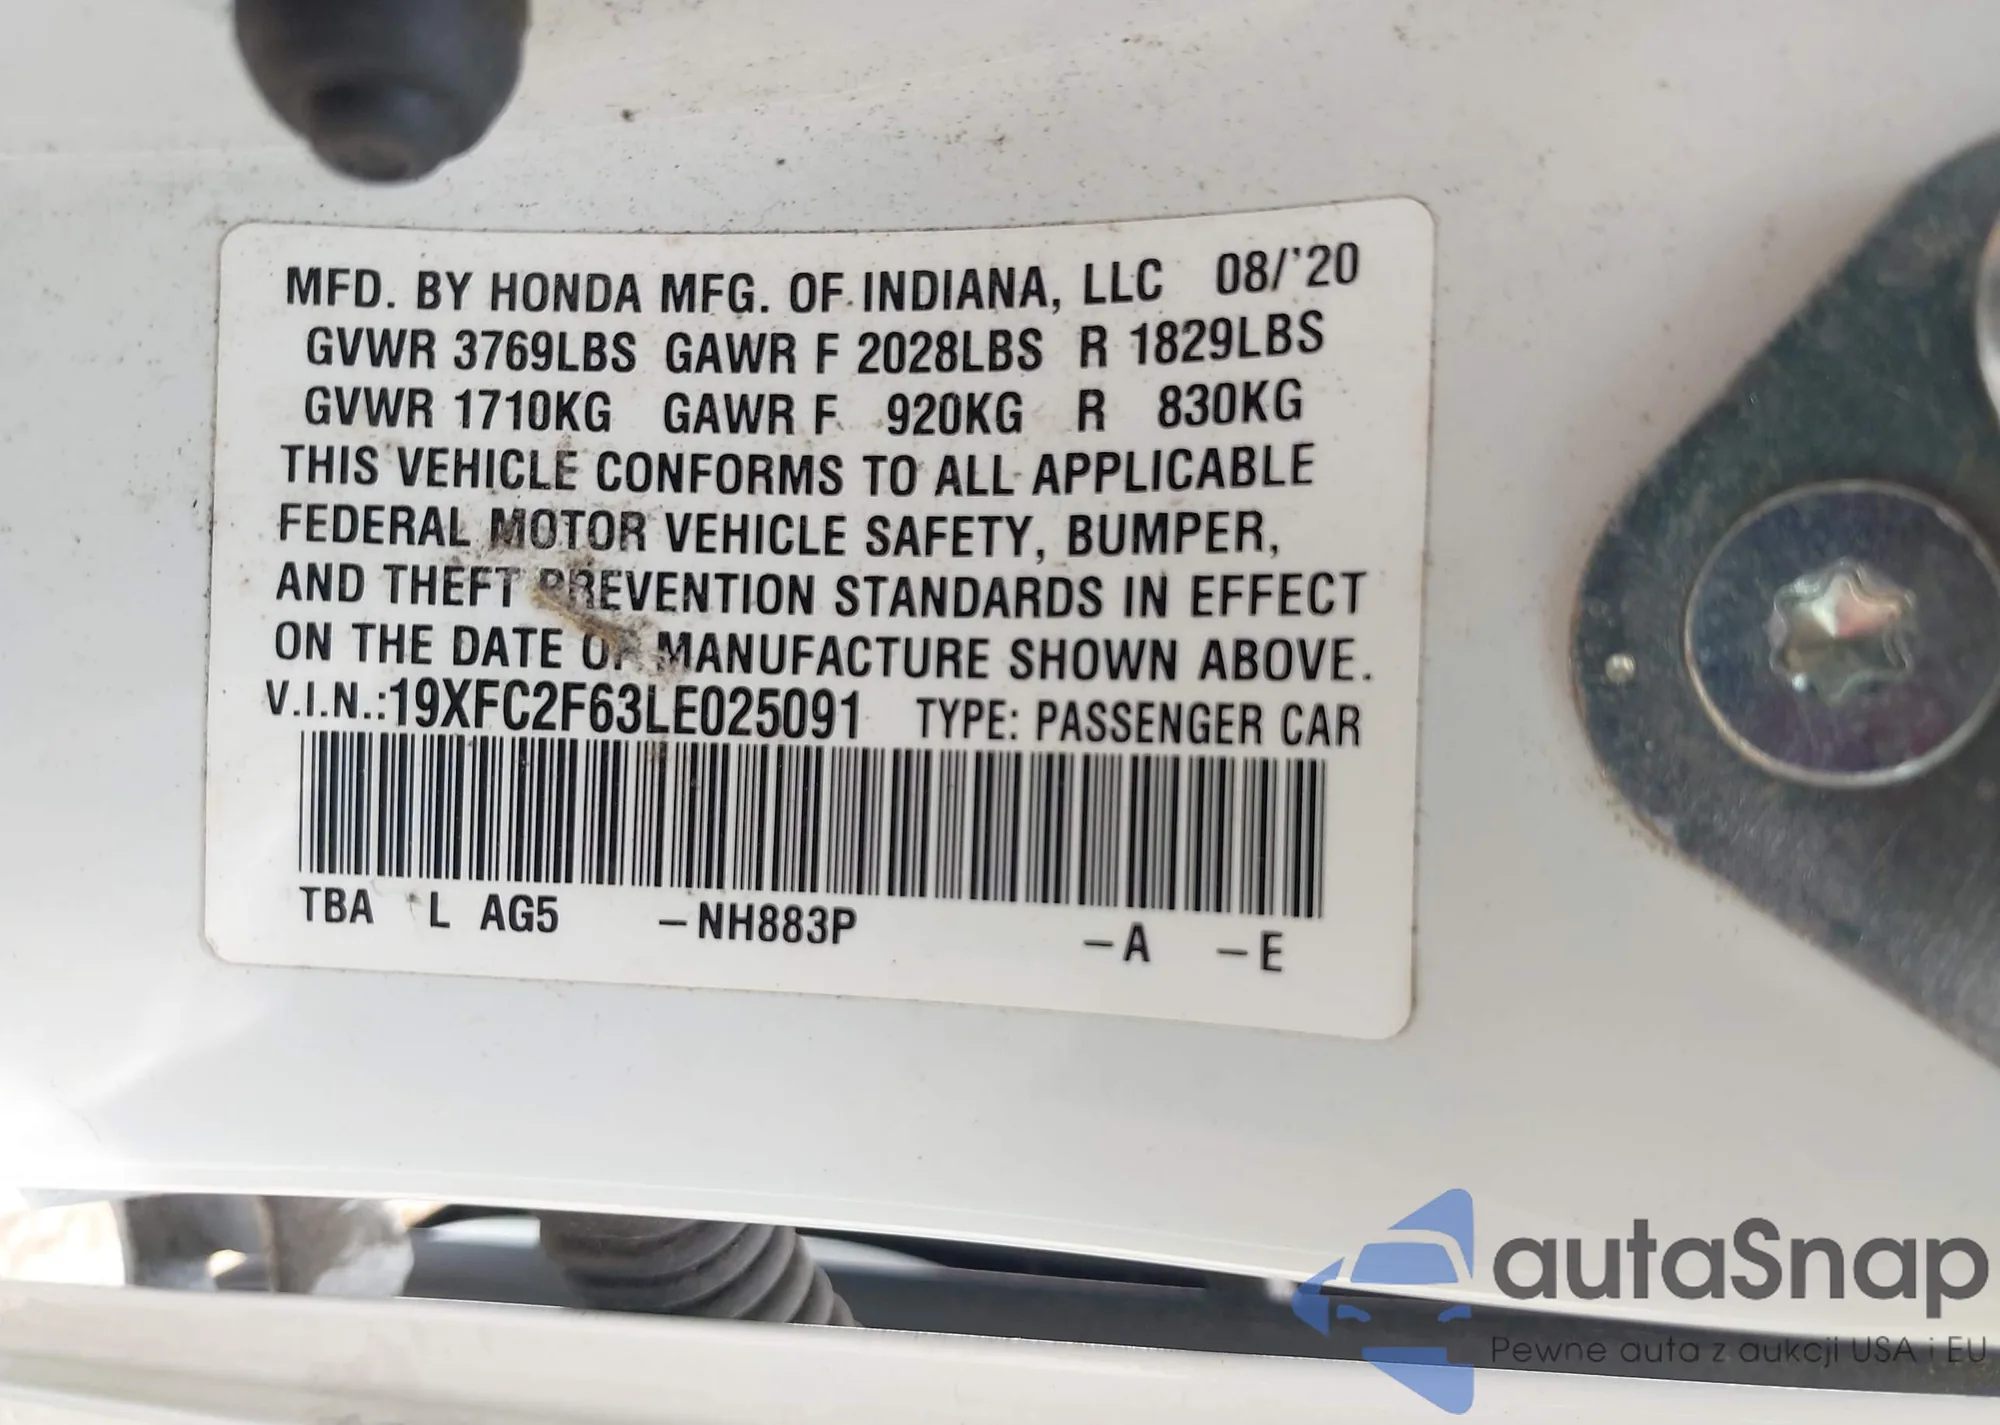 MFD. BY HONDA MFG. OF INDIANA, LLC 08/'20
GVWR 3769LBS GAWR F 2028LBS R 1829LBS
GVWR 1710KG GAWR F 920KG R 830KG
THIS VEHICLE CONFORMS TO ALL APPLICABLE
FEDERAL MOTOR VEHICLE SAFETY, BUMPER,
AND THEFT PREVENTION STANDARDS IN EFFECT
ON THE DATE OF MANUFACTURE SHOWN ABOVE.
V.I.N.:19XFC2F63LE025091 TYPE: PASSENGER CAR
TBA L AG5 –NH883P –A –E
autaSnap
Pewne auta z aukcji USA i EU